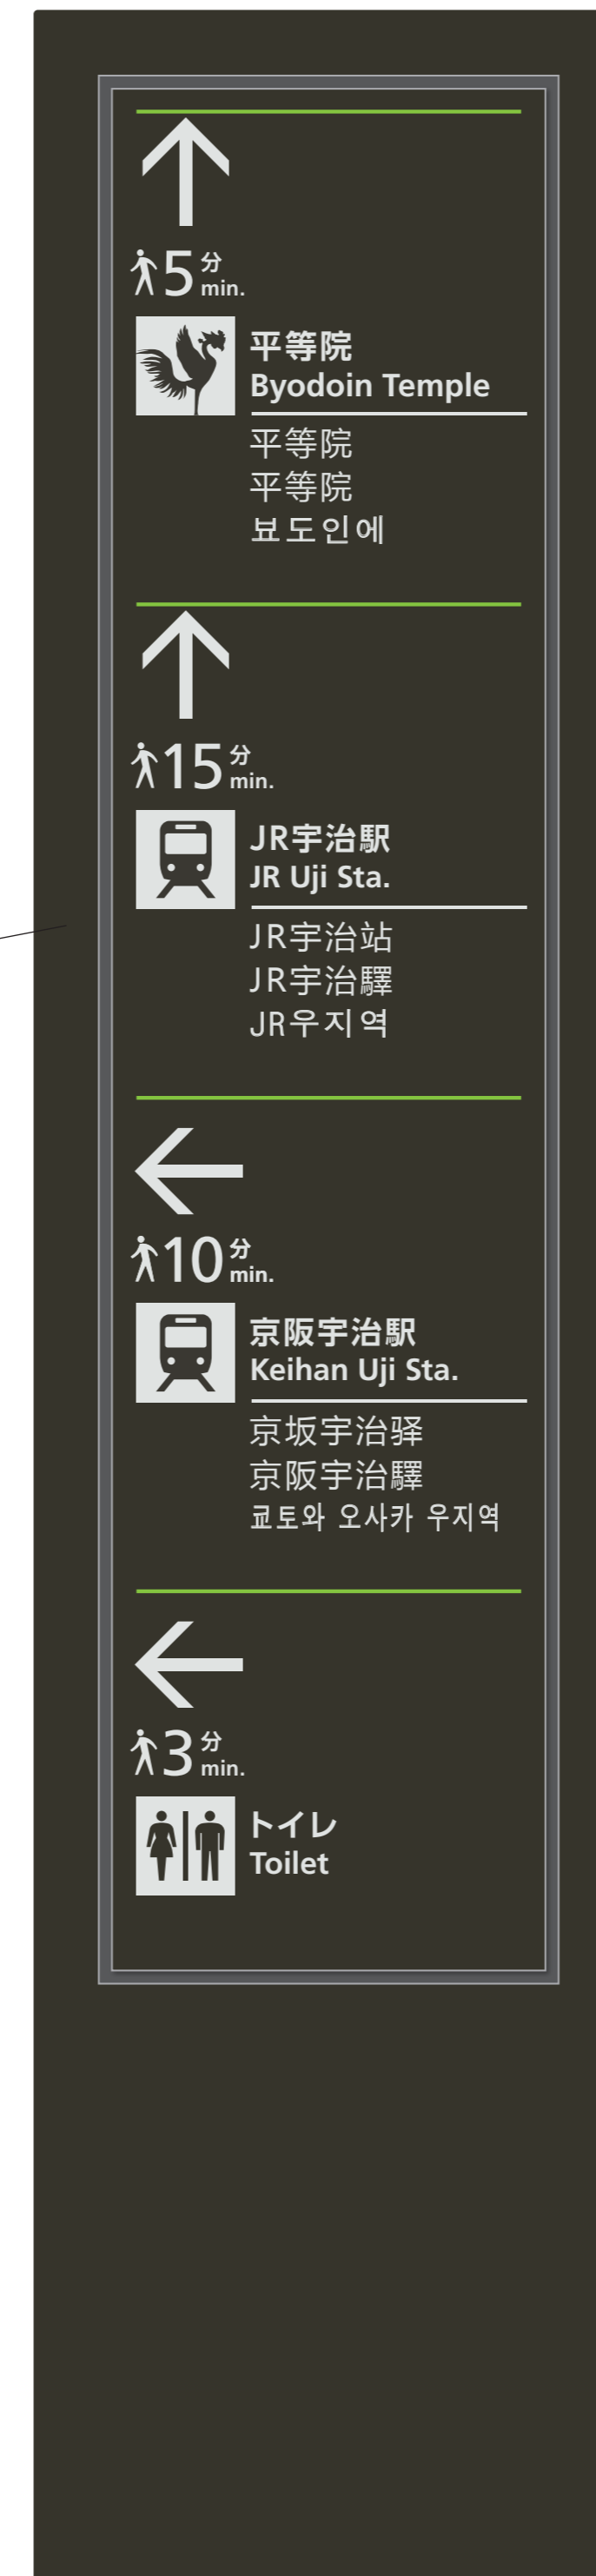 5分 min.
平等院
Byodoin Temple
平等院
平等院
뵤도인에
15分 min.
JR宇治駅
JR Uji Sta.
JR宇治站
JR宇治驛
JR우지역
10分 min.
京阪宇治駅
Keihan Uji Sta.
京坂宇治驿
京阪宇治驛
쿄토와 오사카 우지역
3分 min.
トイレ
Toilet